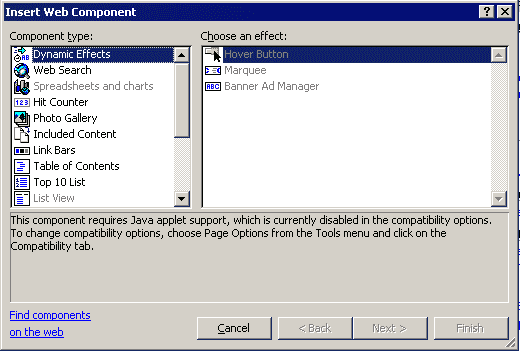 Insert Web Component
Component type:
Choose an effect:
Dynamic Effects
Web Search
Spreadsheets and charts
Hit Counter
Photo Gallery
Included Content
Link Bars
Table of Contents
Top 10 List
List View
Hover Button
Marquee
Banner Ad Manager
This component requires Java applet support, which is currently disabled in the compatibility options.
To change compatibility options, choose Page Options from the Tools menu and click on the
Compatibility tab.
Find components
on the web
Cancel
< Back
Next >
Finish